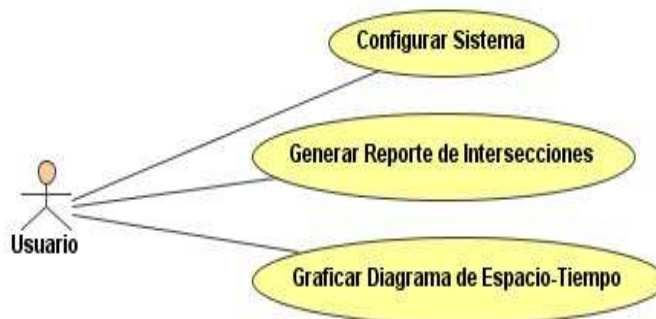 Configurar Sistema
Generar Reporte de Intersecciones
Usuario
Graficar Diagrama de Espacio-Tiempo